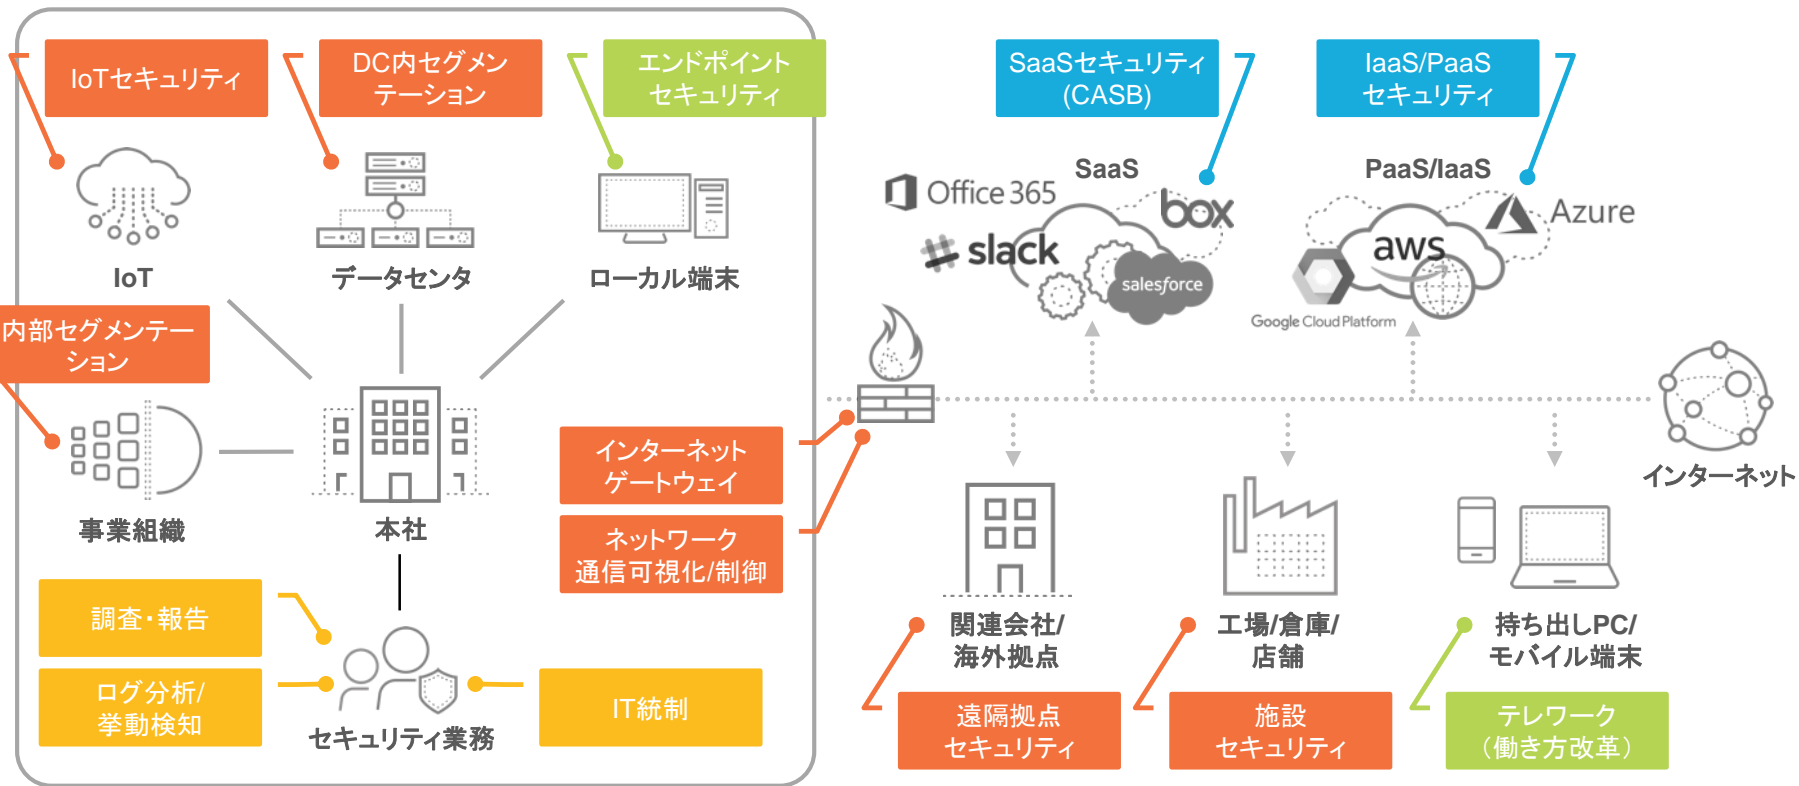 IoTセキュリティ
DC内セグメン
テーション
エンドポイント
セキュリティ
SaaSセキュリティ
(CASB)
IaaS/PaaS
セキュリティ
IoT
データセンタ
ローカル端末
SaaS
Office 365
box
slack
salesforce
PaaS/IaaS
Azure
aws
Google Cloud Platform
内部セグメンテー
ション
事業組織
本社
インターネット
ゲートウェイ
ネットワーク
通信可視化/制御
インターネット
調査・報告
ログ分析/
挙動検知
IT統制
セキュリティ業務
関連会社/
海外拠点
工場/倉庫/
店舗
持ち出しPC/
モバイル端末
遠隔拠点
セキュリティ
施設
セキュリティ
テレワーク
（働き方改革）